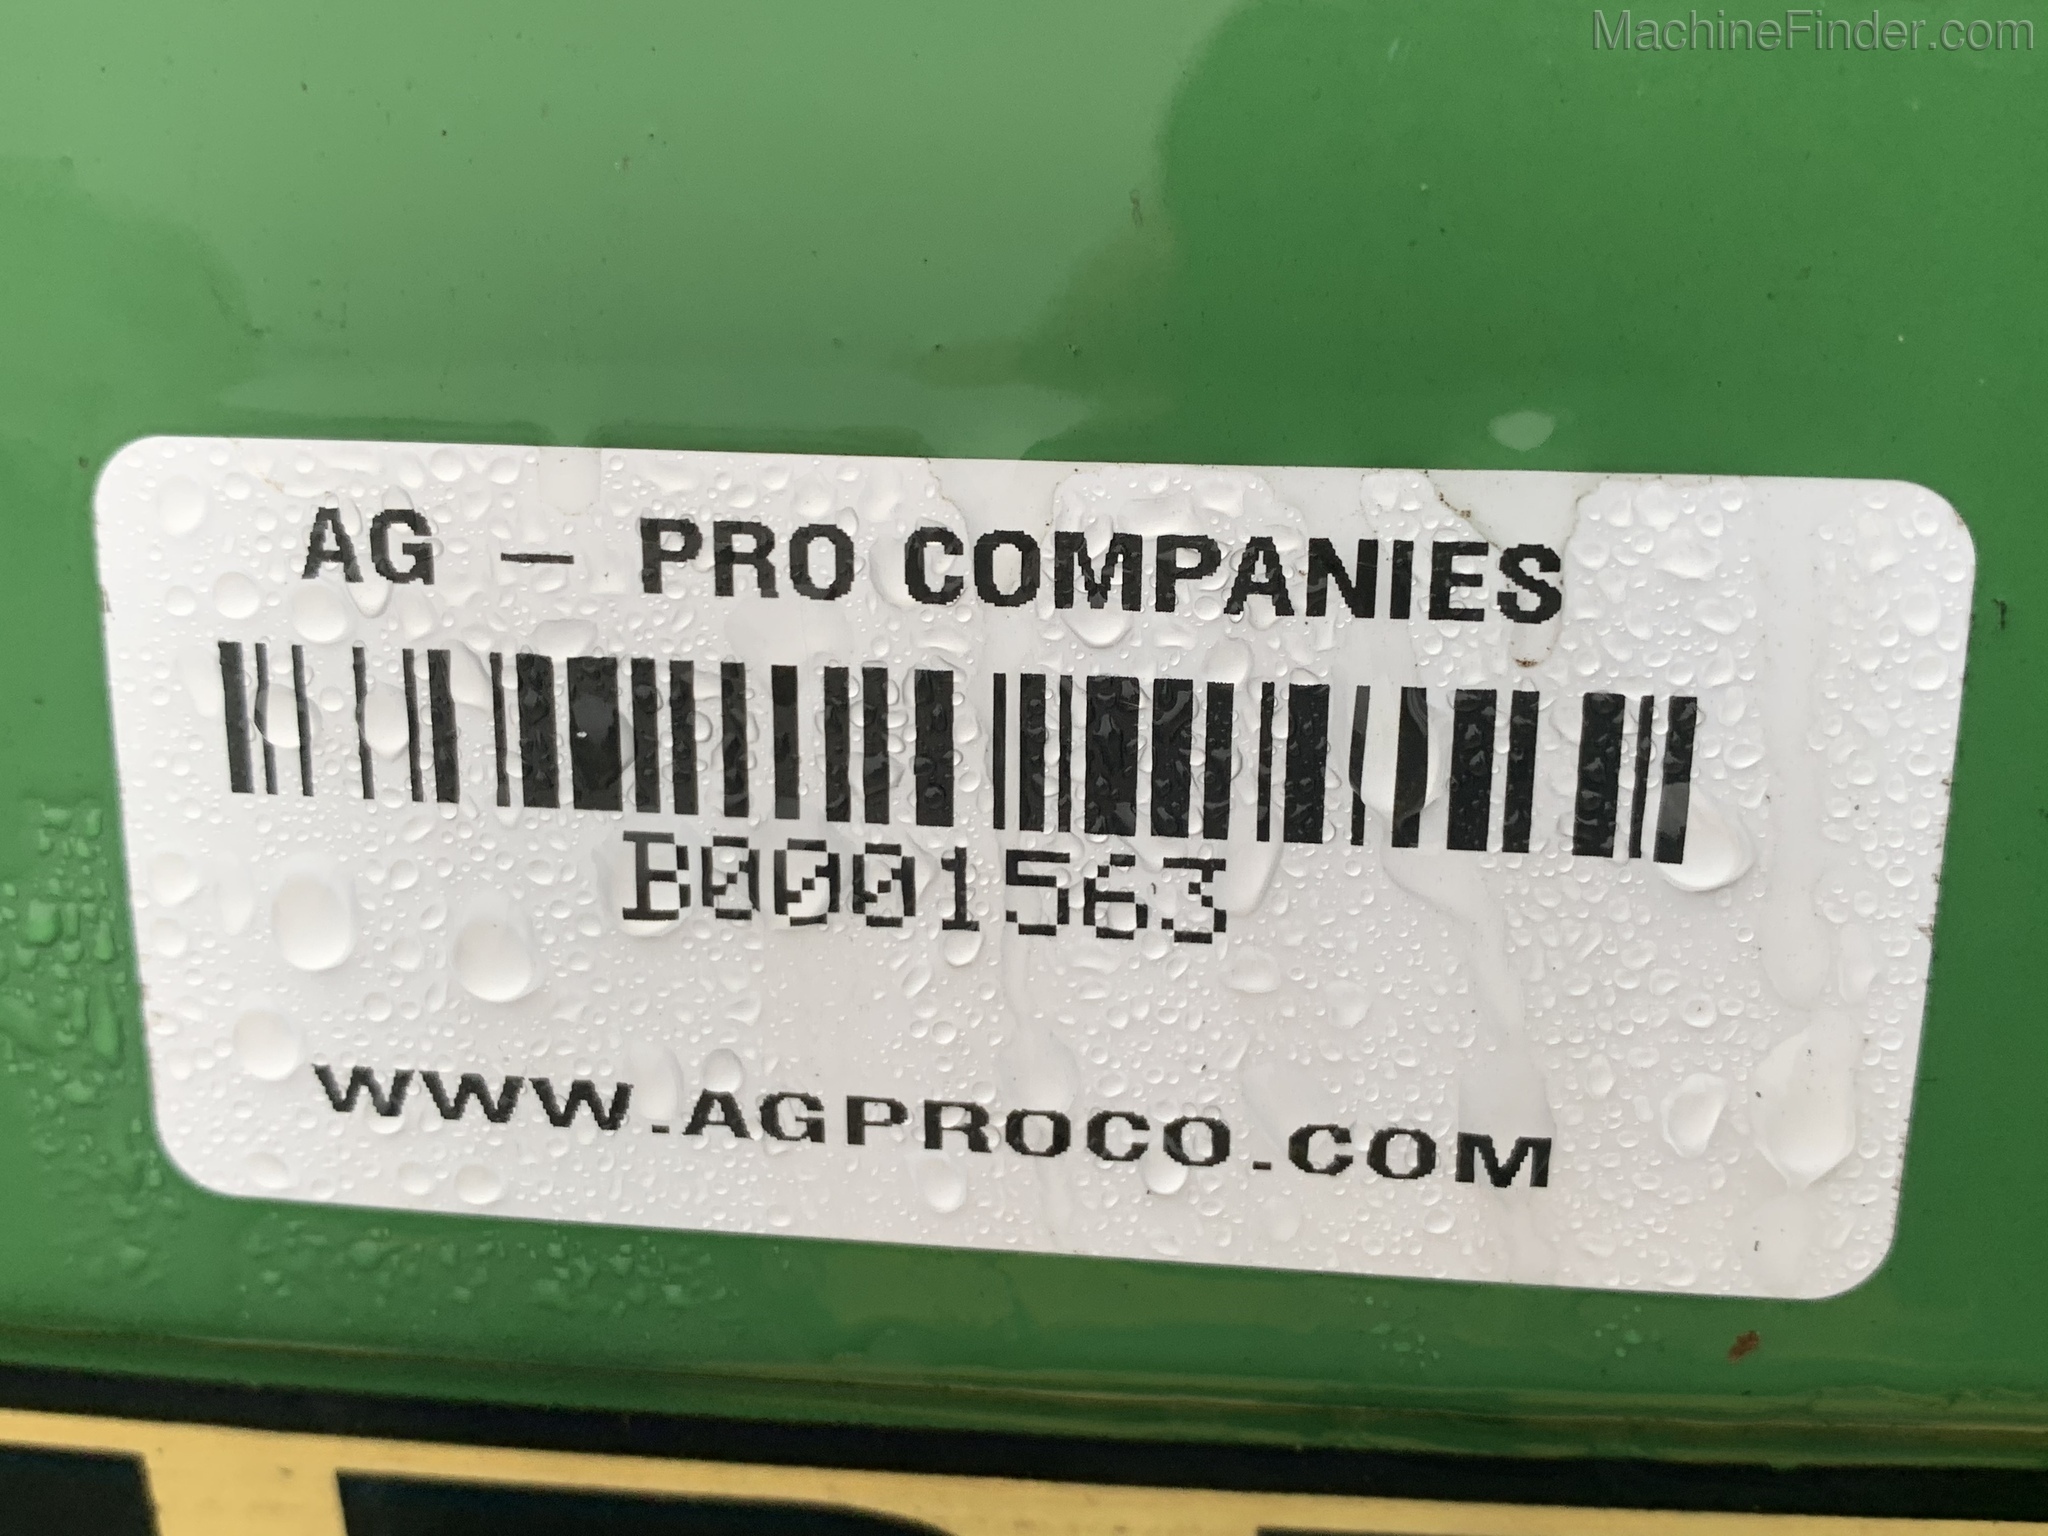 MachineFinder.com
AG - PRO COMPANIES
B0001563
WWW.AGPROCO.COM